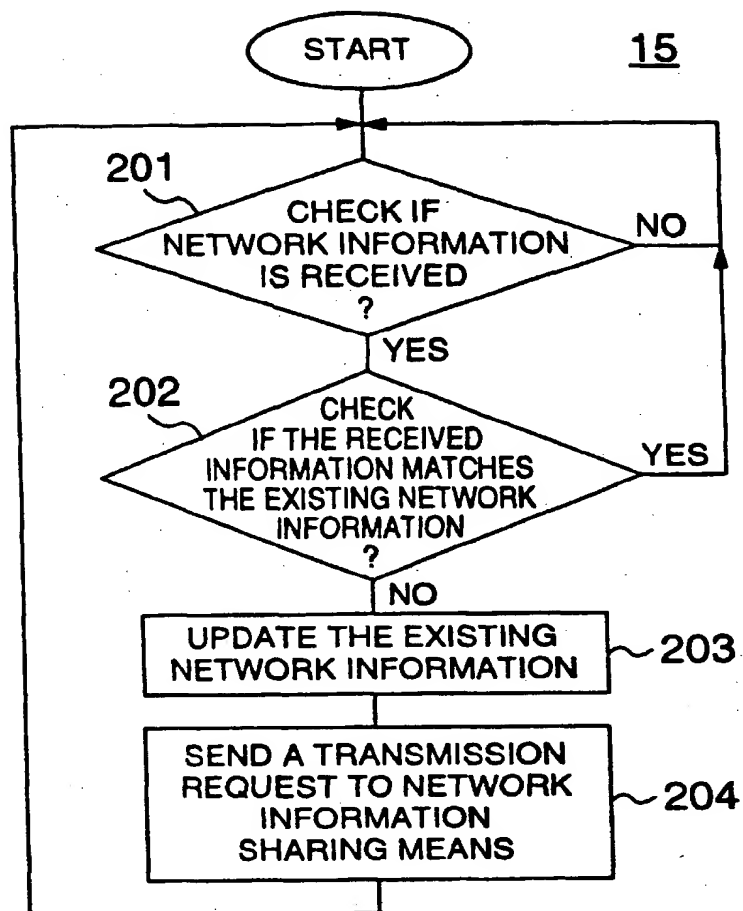 START
15
201
CHECK IF
NETWORK INFORMATION
IS RECEIVED
?
NO
YES
202
CHECK
IF THE RECEIVED
INFORMATION MATCHES
THE EXISTING NETWORK
INFORMATION
?
YES
NO
UPDATE THE EXISTING
NETWORK INFORMATION
203
SEND A TRANSMISSION
REQUEST TO NETWORK
INFORMATION
SHARING MEANS
204